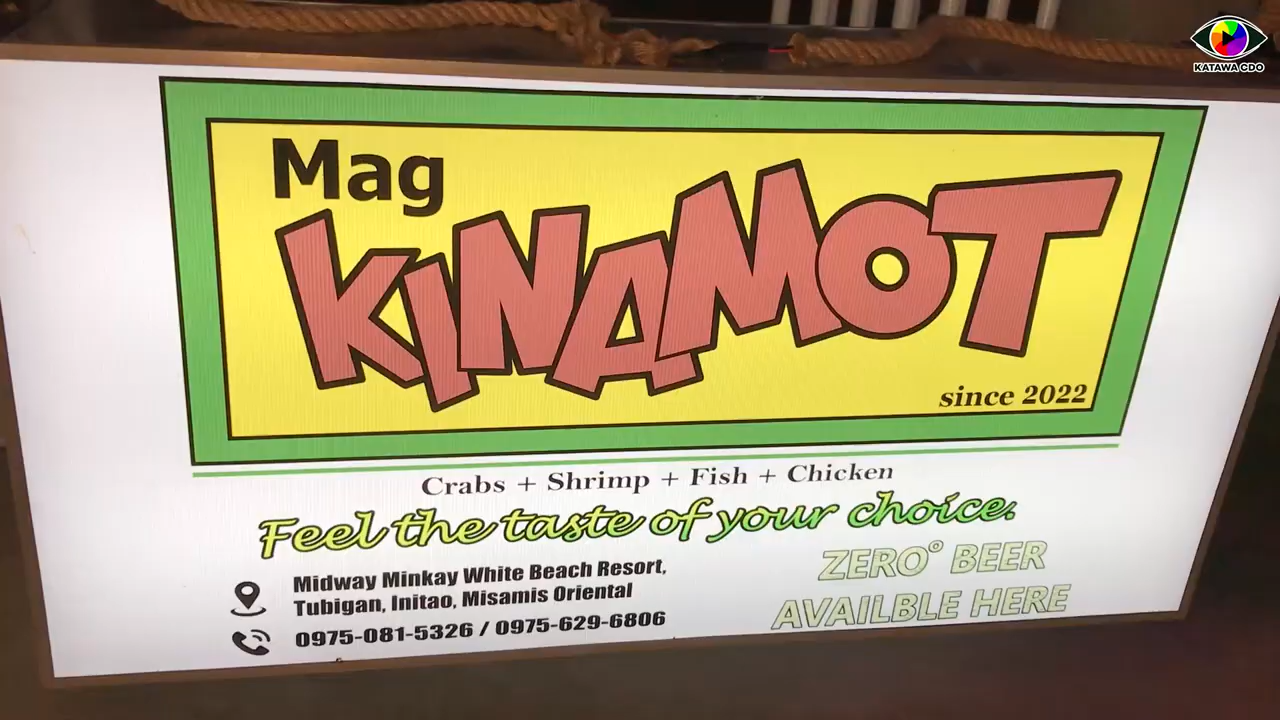 KATAWA CDO
Mag
KINAMOT
since 2022
Crabs + Shrimp + Fish + Chicken
Feel the taste of your choice.
Midway Minkay White Beach Resort,
Tubigan, Initao, Misamis Oriental
0975-081-5326 / 0975-629-6806
ZERO° BEER
AVAILBLE HERE